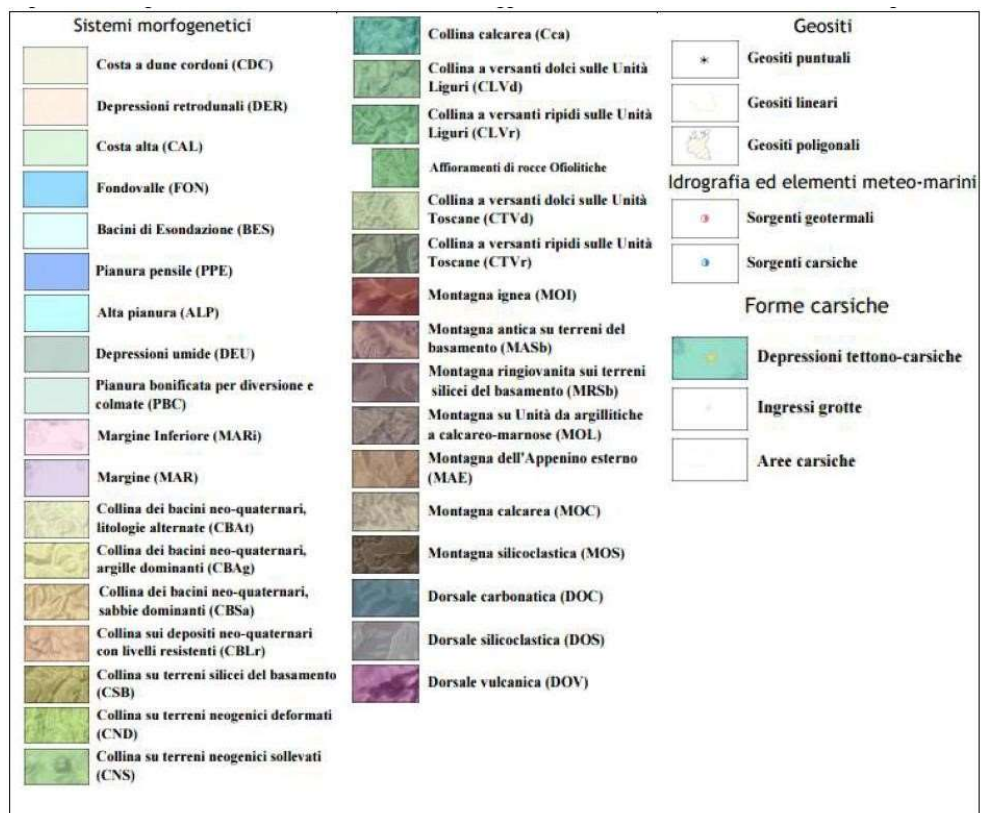 Sistemi morfogenetici
Costa a dune cordoni (CDC)
Depressioni retrodunali (DER)
Costa alta (CAL)
Fondovalle (FON)
Bacini di Esondazione (BES)
Pianura pensile (PPE)
Alta pianura (ALP)
Depressioni umide (DEU)
Pianura bonificata per diversione e
colmate (PBC)
Margine Inferiore (MARi)
Margine (MAR)
Collina dei bacini neo-quaternari,
litologie alternate (CBAt)
Collina dei bacini neo-quaternari,
argille dominanti (CBAg)
Collina dei bacini neo-quaternari,
sabbie dominanti (CBSa)
Collina sui depositi neo-quaternari
con livelli resistenti (CBLr)
Collina su terreni silicei del basamento
(CSB)
Collina su terreni neogenici deformati
(CND)
Collina su terreni neogenici sollevati
(CNS)
Collina calcarea (Cca)
Collina a versanti dolci sulle Unità
Liguri (CLVd)
Collina a versanti ripidi sulle Unità
Liguri (CLVr)
Affioramenti di rocce Ofiolitiche
Collina a versanti dolci sulle Unità
Toscane (CTVd)
Collina a versanti ripidi sulle Unità
Toscane (CTVr)
Montagna ignea (MOI)
Montagna antica su terreni del
basamento (MASb)
Montagna ringiovanita sui terreni
silicei del basamento (MRSb)
Montagna su Unità da argillitiche
a calcareo-marnose (MOL)
Montagna dell'Appenino esterno
(MAE)
Montagna calcarea (MOC)
Montagna silicoclastica (MOS)
Dorsale carbonatica (DOC)
Dorsale silicoclastica (DOS)
Dorsale vulcanica (DOV)
Geositi
Geositi puntuali
Geositi lineari
Geositi poligonali
Idrografia ed elementi meteo-marini
Sorgenti geotermali
Sorgenti carsiche
Forme carsiche
Depressioni tettono-carsiche
Ingressi grotte
Aree carsiche